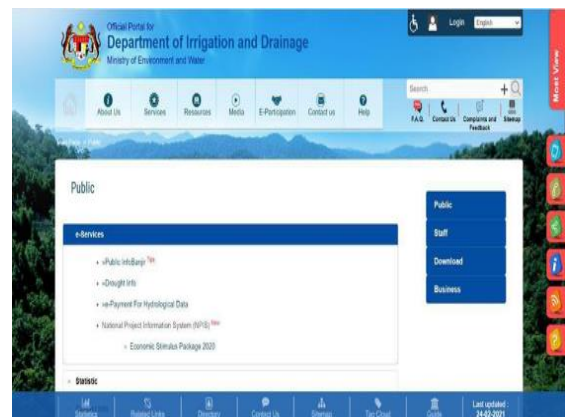 Official Portal for
Department of Irrigation and Drainage
Ministry of Environment and Water
Login
English
Most View
Search
About Us
Services
Resources
Media
E-Participation
Contact us
Help
F.A.Q.
Contact Us
Complaints and
Feedback
Sitemap
Public
e-Services
»Public InfoBanjir
»Drought Info
»e-Payment For Hydrological Data
National Project Information System (NPIS) New
Economic Stimulus Package 2020
Statistic
Public
Staff
Download
Business
Statistics
Related Links
Directory
Contact Us
Sitemap
Tag Cloud
Guide
Last updated :
24-02-2021